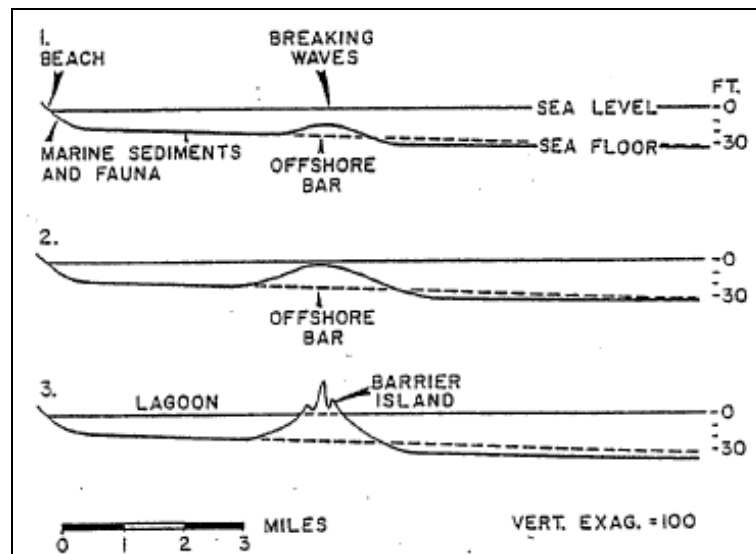 1.
BEACH
BREAKING
WAVES
FT.
SEA LEVEL
-0
MARINE SEDIMENTS
AND FAUNA
OFFSHORE
BAR
SEA FLOOR
-30
2.
-0
OFFSHORE
BAR
-30
3.
LAGOON
BARRIER
ISLAND
-0
-30
MILES
VERT. EXAG. =100
0 1 2 3